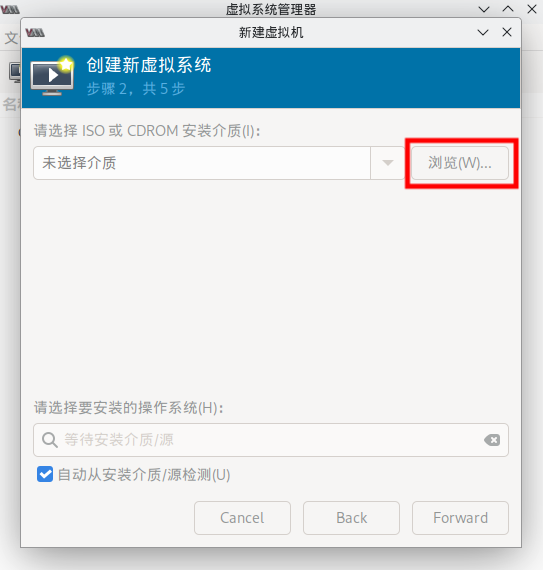 虚拟系统管理器
新建虚拟机
文
创建新虚拟系统
步骤 2，共 5 步
名称
请选择 ISO 或 CDROM 安装介质(I)：
未选择介质
浏览(W)...
请选择要安装的操作系统(H)：
等待安装介质/源
自动从安装介质/源检测(U)
Cancel
Back
Forward